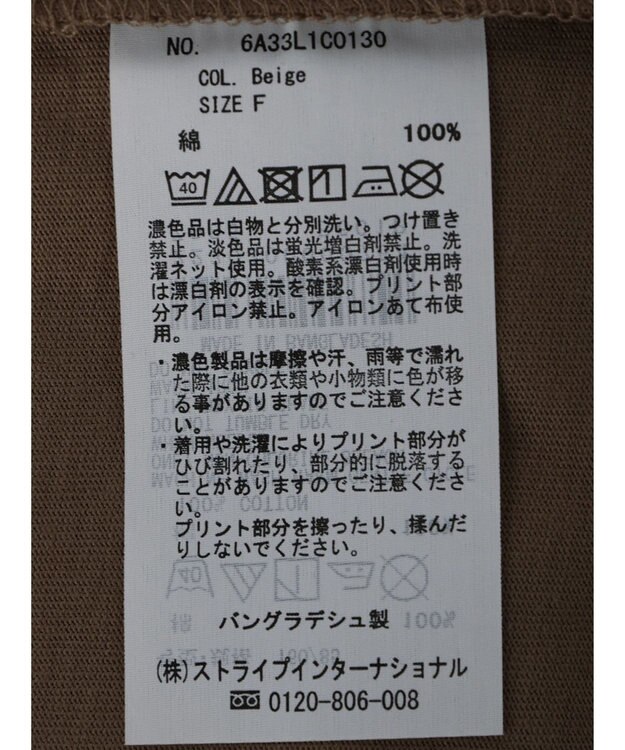 NO. 6A33L1C0130
COL. Beige
SIZE F
綿 100%
40
濃色品は白物と分別洗い。つけ置き
禁止。淡色品は蛍光増白剤禁止。洗
濯ネット使用。酸素系漂白剤使用時
は漂白剤の表示を確認。プリント部
分アイロン禁止。アイロンあて布使
用。
・濃色製品は摩擦や汗、雨等で濡れ
た際に他の衣類や小物類に色が移
る事がありますのでご注意くださ
い。
・着用や洗濯によりプリント部分が
ひび割れたり、部分的に脱落する
ことがありますのでご注意くださ
い。
プリント部分を擦ったり、揉んだ
りしないでください。
バングラデシュ製
(株)ストライプインターナショナル
0120-806-008